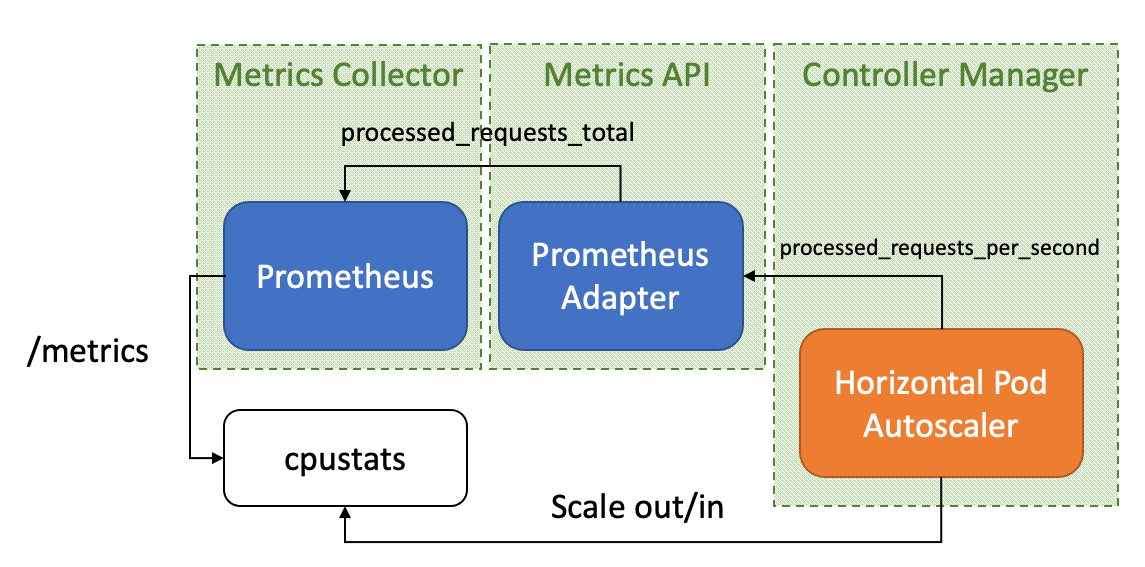 Metrics Collector
Metrics API
Controller Manager
processed_requests_total
Prometheus
Prometheus
Adapter
processed_requests_per_second
/metrics
Horizontal Pod
Autoscaler
cpustats
Scale out/in